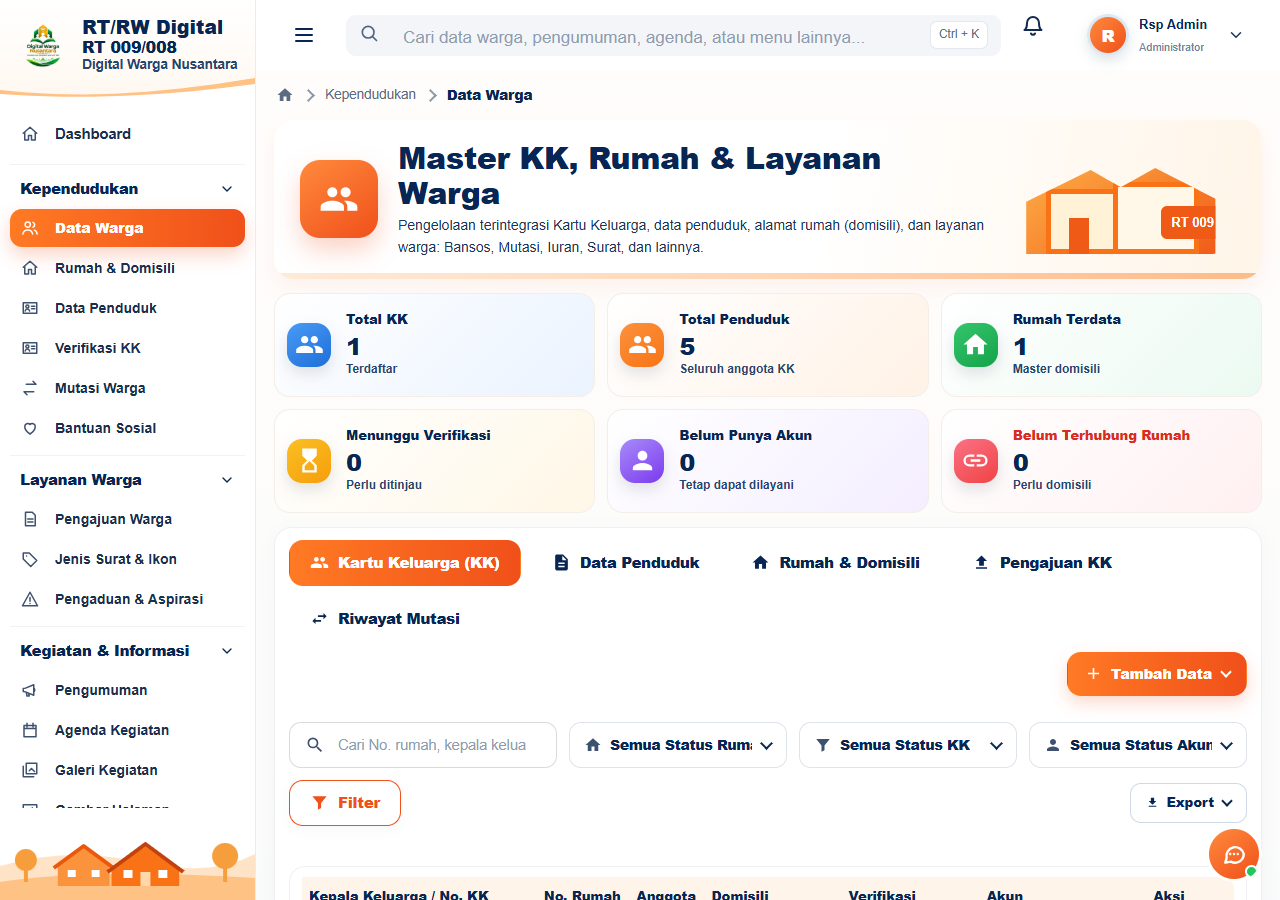 RT/RW Digital
RT 009/008
Digital Warga Nusantara
Cari data warga, pengumuman, agenda, atau menu lainnya...
Ctrl + K
R
Rsp Admin
Administrator
Kependudukan
Data Warga
Dashboard
Kependudukan
Data Warga
Rumah & Domisili
Data Penduduk
Verifikasi KK
Mutasi Warga
Bantuan Sosial
Layanan Warga
Pengajuan Warga
Jenis Surat & Ikon
Pengaduan & Aspirasi
Kegiatan & Informasi
Pengumuman
Agenda Kegiatan
Galeri Kegiatan
Master KK, Rumah & Layanan
Warga
Pengelolaan terintegrasi Kartu Keluarga, data penduduk, alamat rumah (domisili), dan layanan
warga: Bansos, Mutasi, Iuran, Surat, dan lainnya.
RT 009
Total KK
1
Terdaftar
Total Penduduk
5
Seluruh anggota KK
Rumah Terdata
1
Master domisili
Menunggu Verifikasi
0
Perlu ditinjau
Belum Punya Akun
0
Tetap dapat dilayani
Belum Terhubung Rumah
0
Perlu domisili
Kartu Keluarga (KK)
Data Penduduk
Rumah & Domisili
Pengajuan KK
Riwayat Mutasi
Tambah Data
Cari No. rumah, kepala kelua
Semua Status Ruma
Semua Status KK
Semua Status Akun
Filter
Export
Kepala Keluarga / No. KK
No. Rumah
Anggota
Domisili
Verifikasi
Akun
Aksi